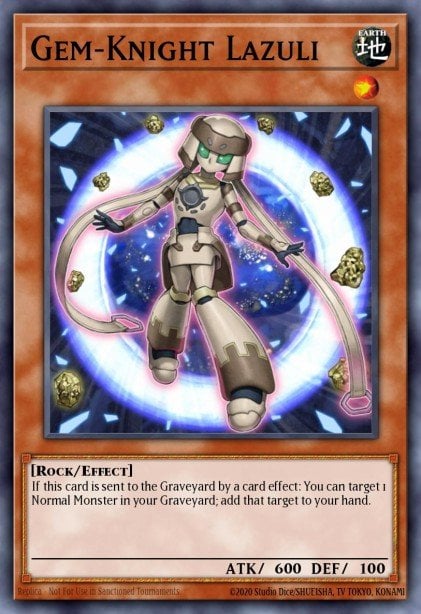 Gem-Knight Lazuli
EARTH
地
[Rock/Effect]
If this card is sent to the Graveyard by a card effect: You can target 1
Normal Monster in your Graveyard; add that target to your hand.
ATK/ 600 DEF/ 100
Replica - Not For Use in Sanctioned Tournaments
©2020 Studio Dice/SHUEISHA, TV TOKYO, KONAMI